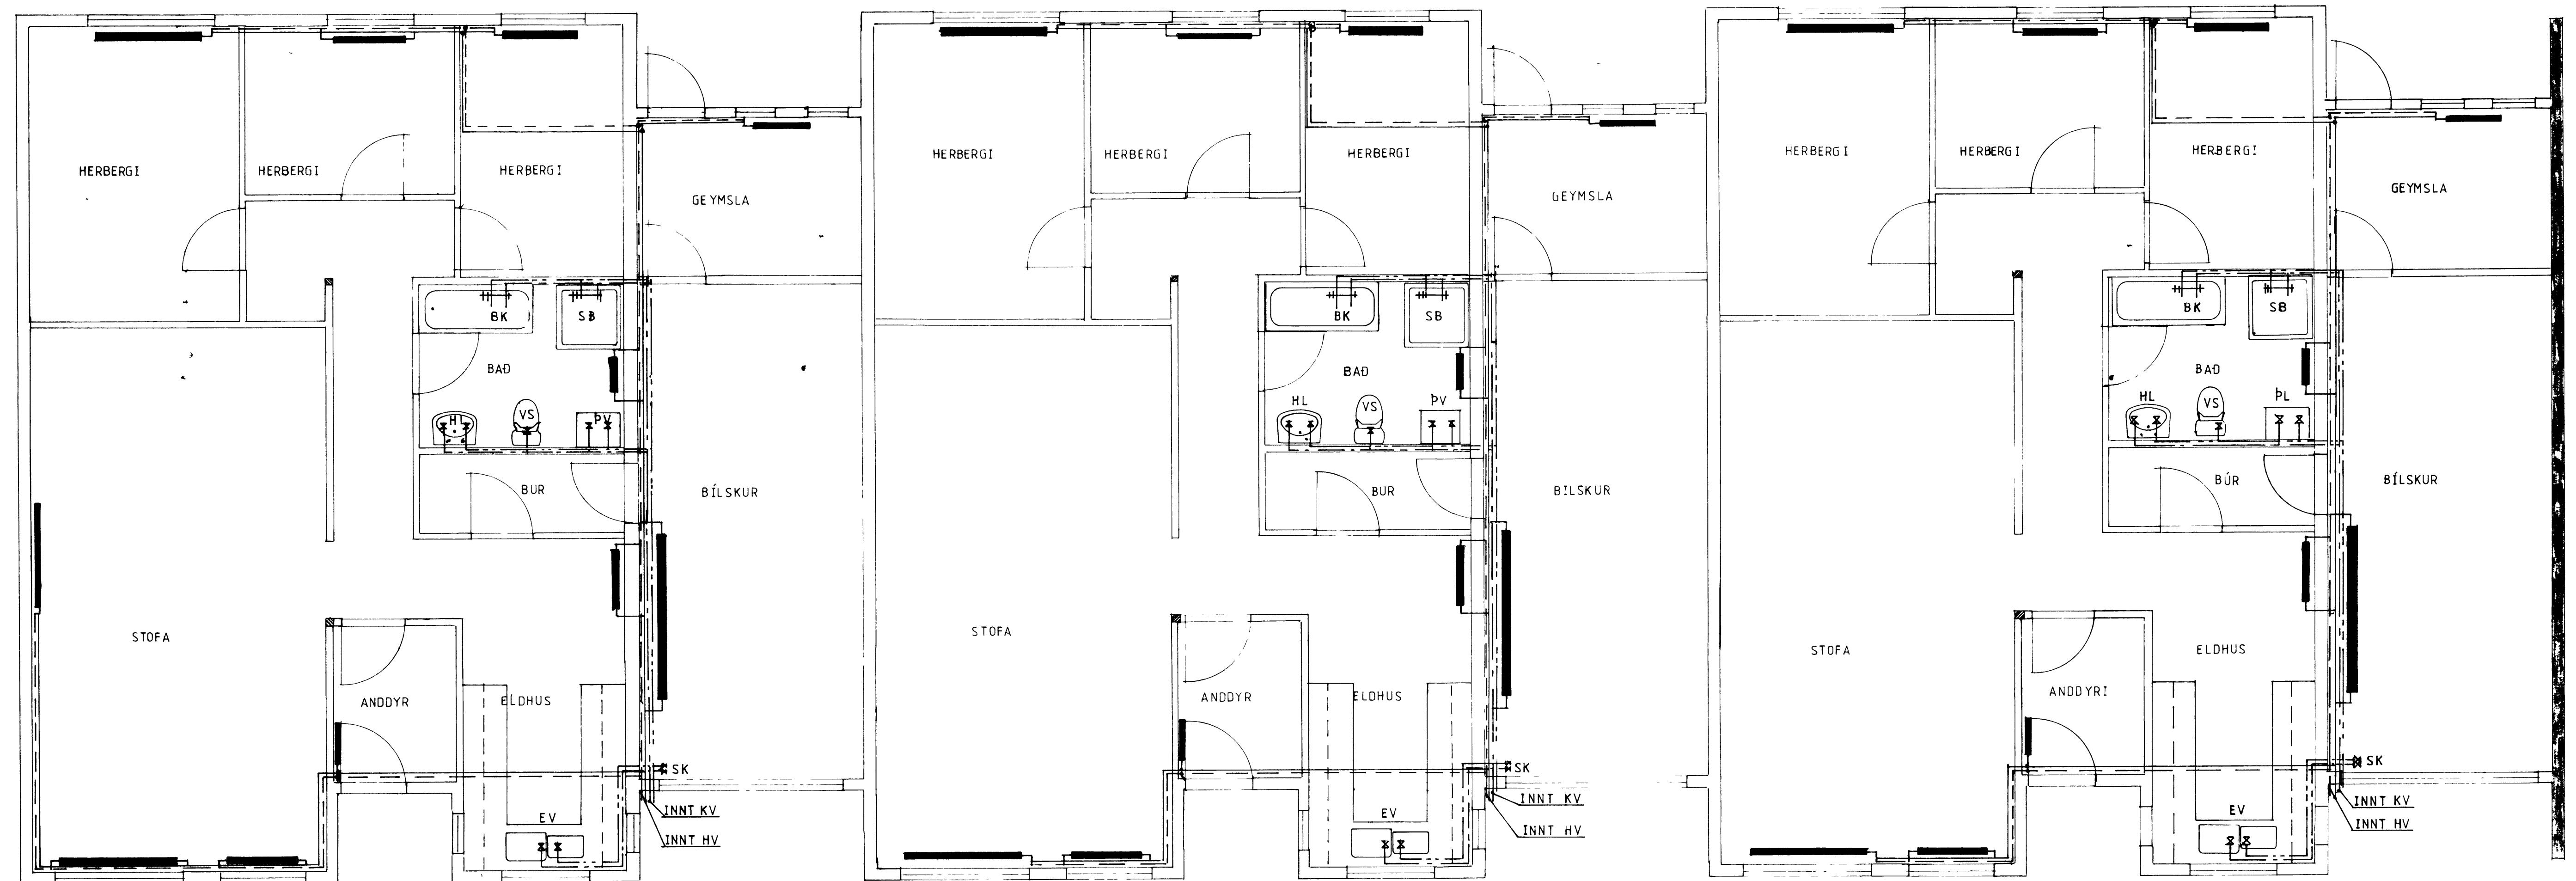 HERBERGI
HERBERGI
HERBERGI
GEYMSLA
BK
SB
BAÐ
HL
VS
ÞV
BUR
BÍLSKUR
STOFA
ANDDYR
ELDHUS
SK
EV
INNT KV
INNT HV
HERBERGI
HERBERGI
HERBERGI
GEYMSLA
BK
SB
BAÐ
HL
VS
ÞV
BUR
BILSKUR
STOFA
ANDDYR
ELDHUS
SK
EV
INNT KV
INNT HV
HERBERGI
HERBERGI
HERBERGI
GEYMSLA
BK
SB
BAÐ
HL
VS
ÞL
BÚR
BÍLSKUR
STOFA
ANDDYRI
ELDHUS
SK
EV
INNT KV
INNT HV